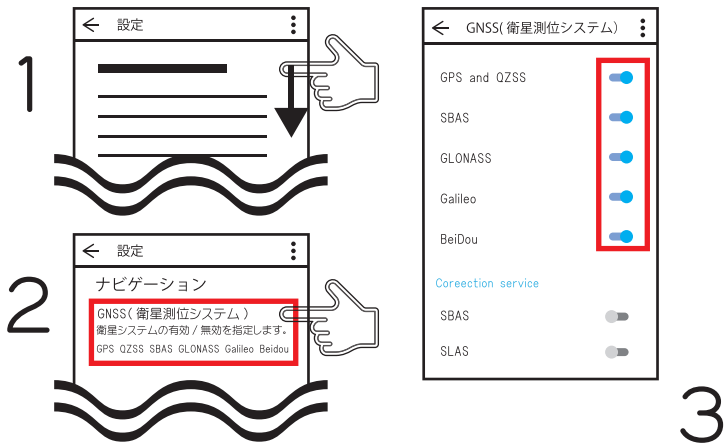 1
設定
2
設定
ナビゲーション
GNSS(衛星測位システム)
衛星システムの有効/無効を指定します。
GPS QZSS SBAS GLONASS Galileo Beidou
3
GNSS(衛星測位システム)
GPS and QZSS
SBAS
GLONASS
Galileo
BeiDou
Coreection service
SBAS
SLAS